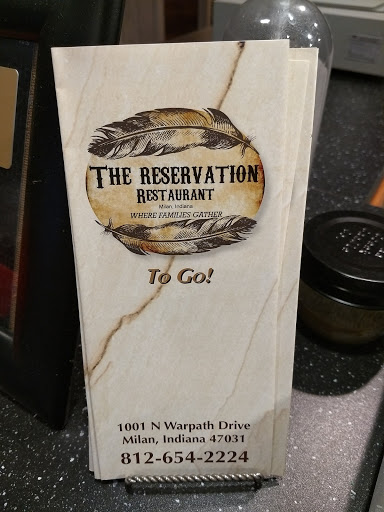 THE RESERVATION
RESTAURANT
Milan, Indiana
WHERE FAMILIES GATHER
To Go!
1001 N Warpath Drive
Milan, Indiana 47031
812-654-2224